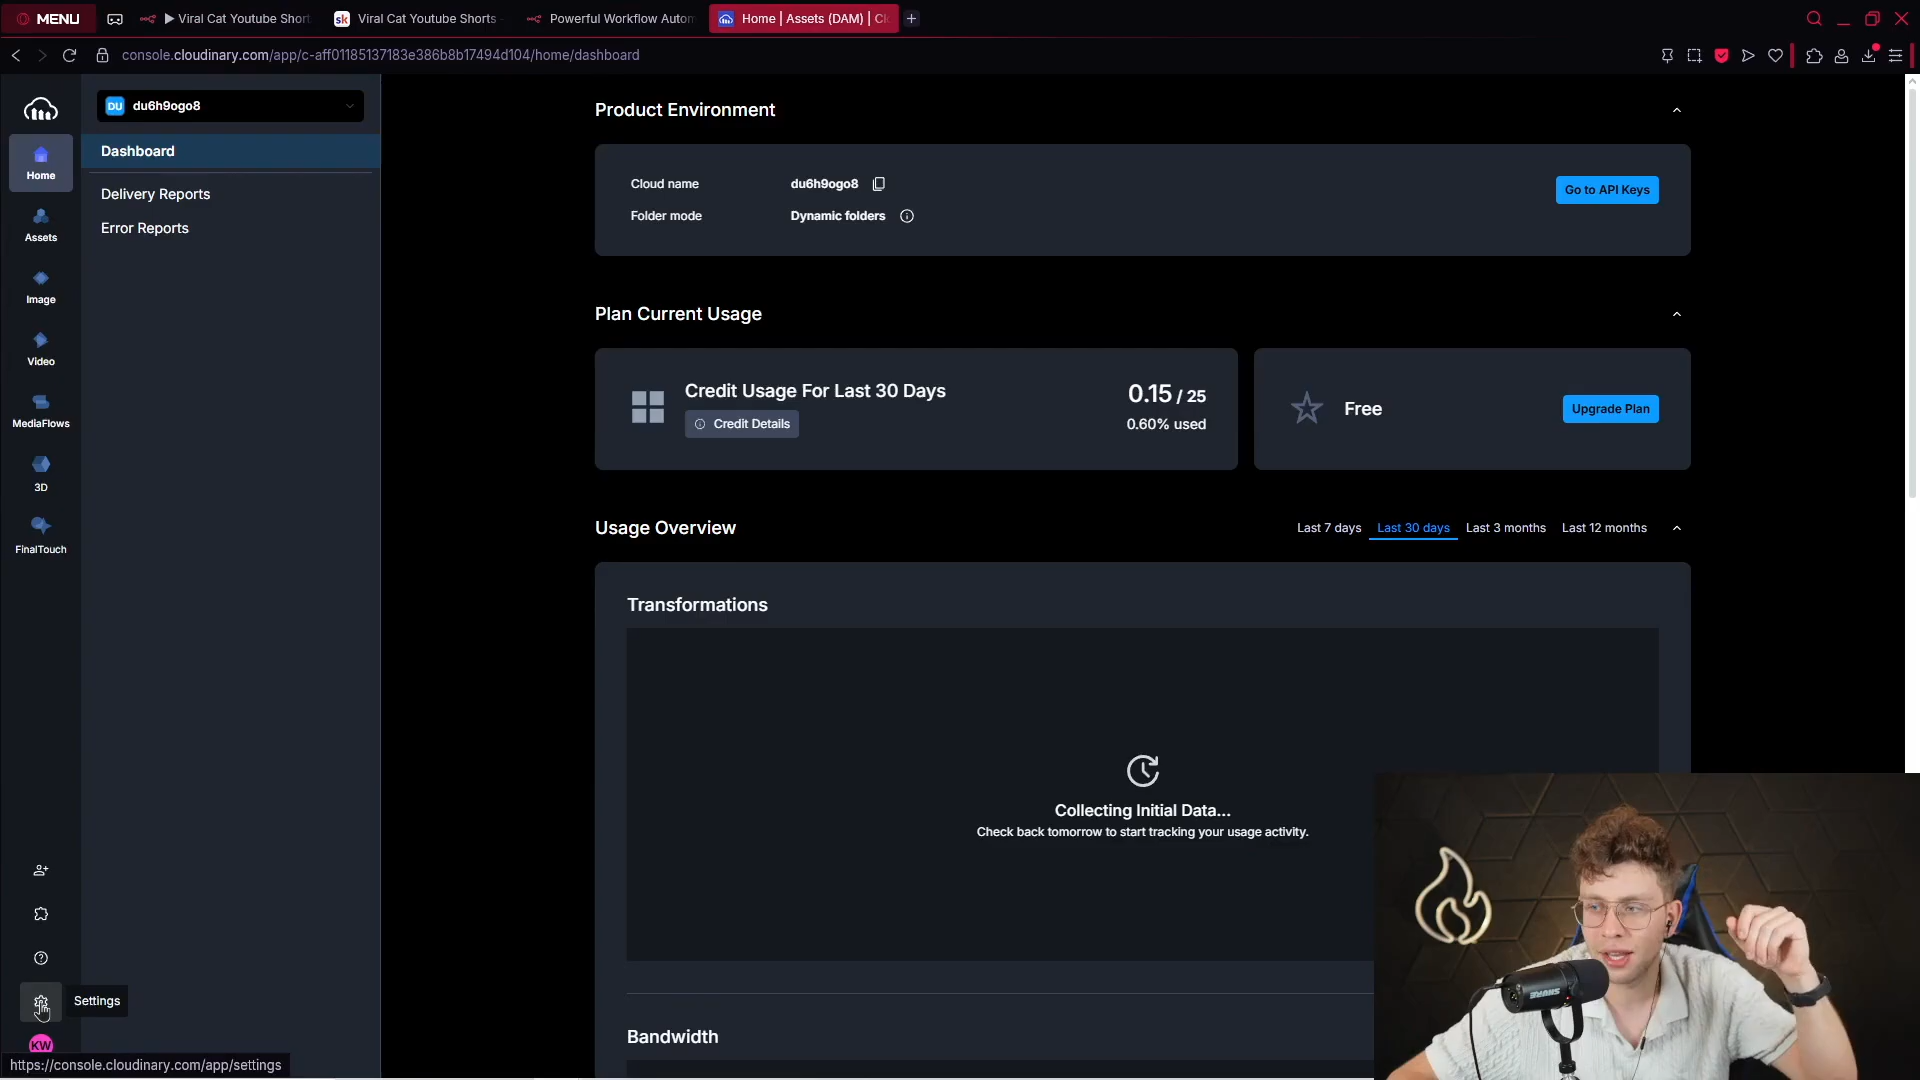 MENU
▶ Viral Cat Youtube Short
sk Viral Cat Youtube Shorts -
Powerful Workflow Autom
Home | Assets (DAM) | Clo
console.cloudinary.com/app/c-aff01185137183e386b8b17494d104/home/dashboard
DU du6h9ogo8
Dashboard
Delivery Reports
Error Reports
Home
Assets
Image
Video
MediaFlows
3D
FinalTouch
Settings
KW
https://console.cloudinary.com/app/settings
Product Environment
Cloud name du6h9ogo8
Go to API Keys
Folder mode Dynamic folders
Plan Current Usage
Credit Usage For Last 30 Days
0.15 / 25
Credit Details
0.60% used
Free
Upgrade Plan
Usage Overview
Last 7 days Last 30 days Last 3 months Last 12 months
Transformations
Collecting Initial Data...
Check back tomorrow to start tracking your usage activity.
Bandwidth
SHURE